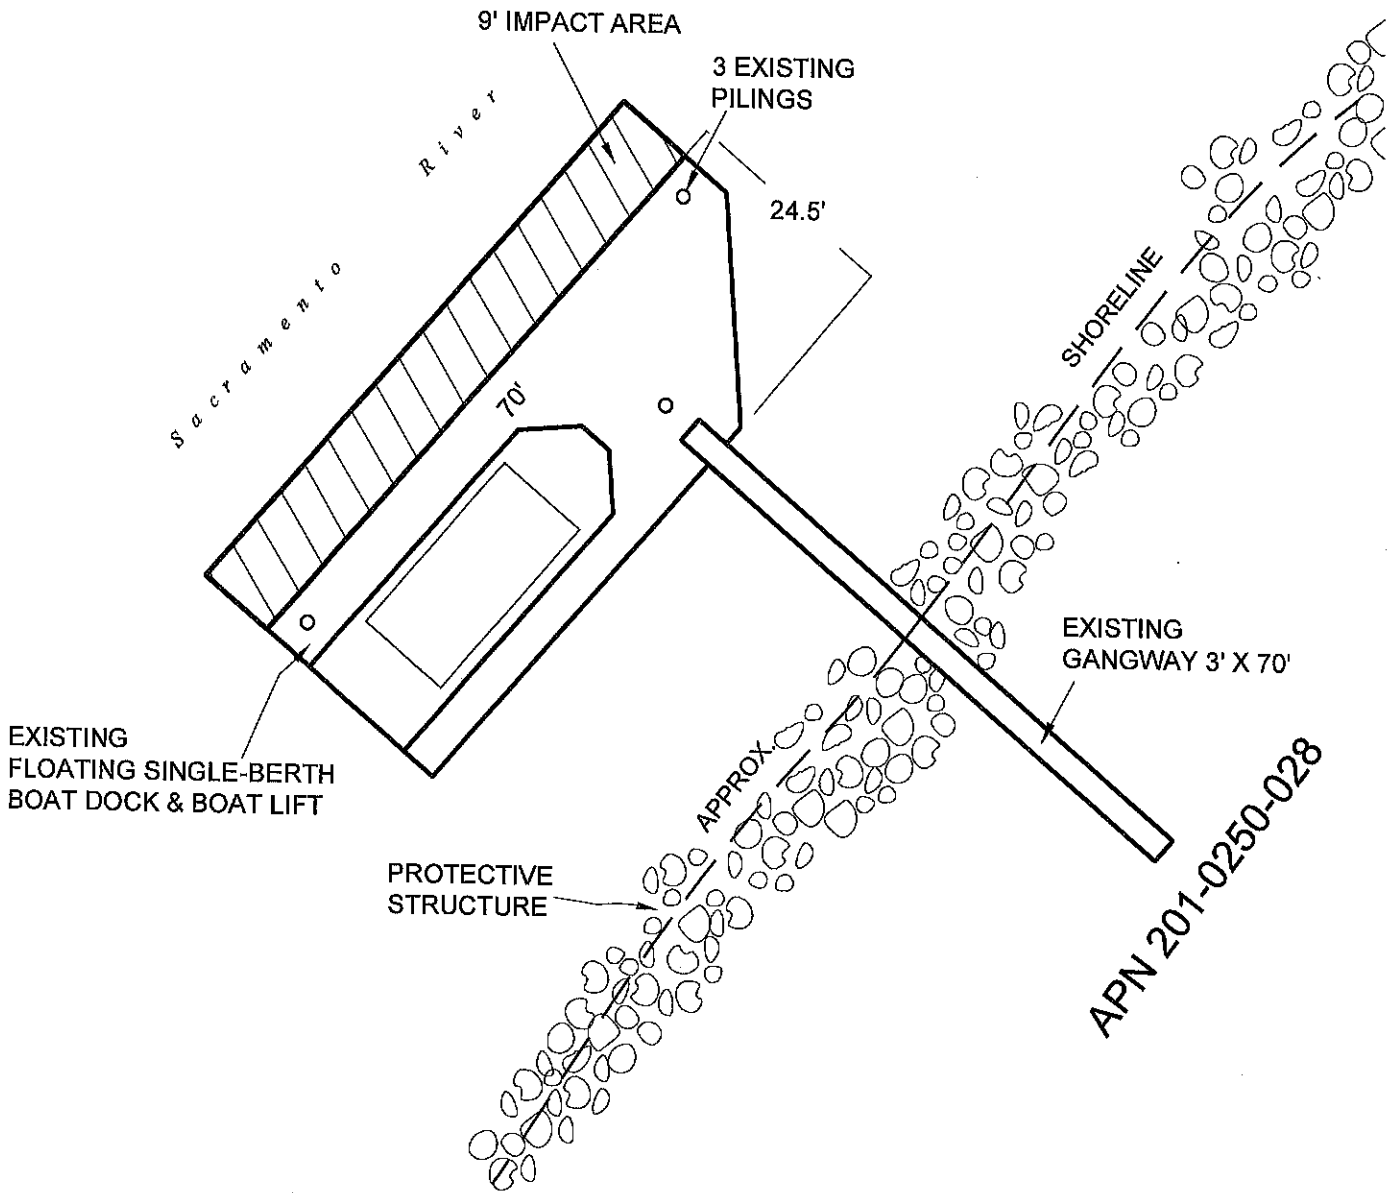 9' IMPACT AREA
3 EXISTING
PILINGS
Sacramento River
24.5'
70'
SHORELINE
EXISTING
GANGWAY 3' X 70'
EXISTING
FLOATING SINGLE-BERTH
BOAT DOCK & BOAT LIFT
APPROX.
PROTECTIVE
STRUCTURE
APN 201-0250-028